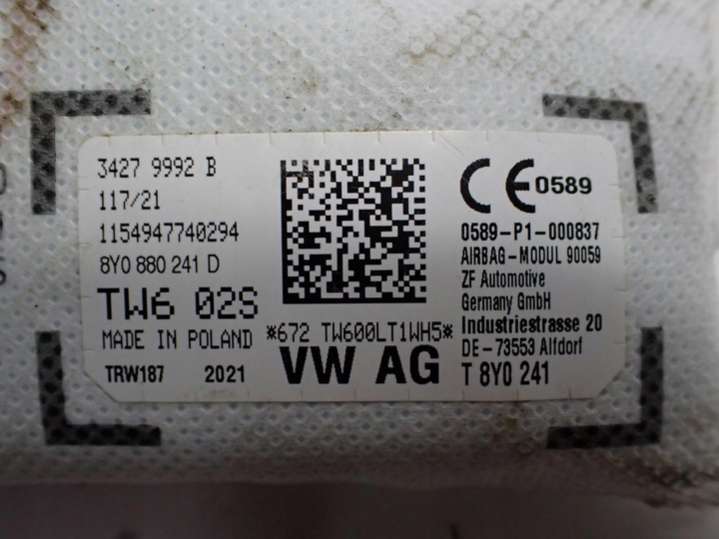 3427 9992 B
117/21
1154947740294
8Y0 880 241 D
TW6 02S
MADE IN POLAND
TRW187 2021
*672 TW600LT1WH5*
VW AG
CE 0589
0589-P1-000837
AIRBAG-MODUL 90059
ZF Automotive
Germany GmbH
Industriestrasse 20
DE-73553 Alfdorf
T 8Y0 241